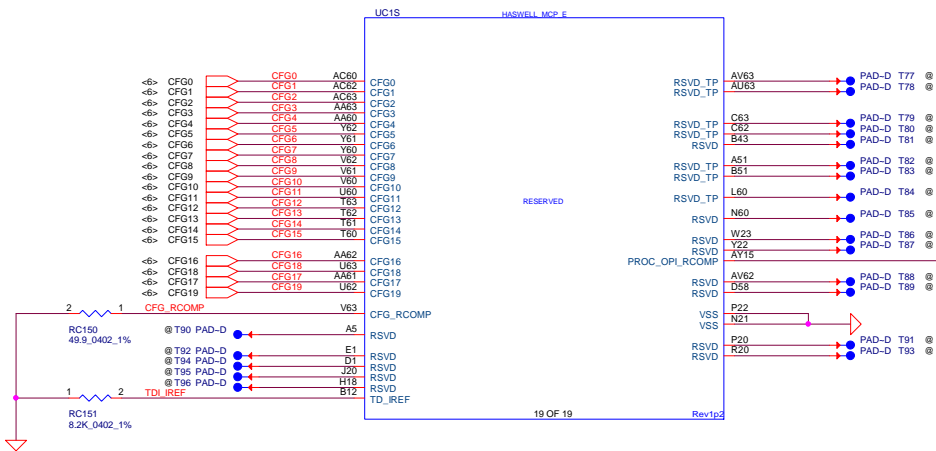 UC1S HASWELL_MCP_E
<6> CFG0 CFG0 AC60 CFG0 RSVD_TP AV63 PAD-D T77 @
<6> CFG1 CFG1 AC62 CFG1 RSVD_TP AU63 PAD-D T78 @
<6> CFG2 CFG2 AC63 CFG2
<6> CFG3 CFG3 AA63 CFG3
<6> CFG4 CFG4 AA60 CFG4 RSVD_TP C63 PAD-D T79 @
<6> CFG5 CFG5 Y62 CFG5 RSVD_TP C62 PAD-D T80 @
<6> CFG6 CFG6 Y61 CFG6 RSVD B43 PAD-D T81 @
<6> CFG7 CFG7 Y60 CFG7
<6> CFG8 CFG8 V62 CFG8 RSVD_TP A51 PAD-D T82 @
<6> CFG9 CFG9 V61 CFG9 RSVD_TP B51 PAD-D T83 @
<6> CFG10 CFG10 V60 CFG10
<6> CFG11 CFG11 U60 CFG11 RESERVED RSVD_TP L60 PAD-D T84 @
<6> CFG12 CFG12 T63 CFG12
<6> CFG13 CFG13 T62 CFG13 RSVD N60 PAD-D T85 @
<6> CFG14 CFG14 T61 CFG14
<6> CFG15 CFG15 T60 CFG15 RSVD W23 PAD-D T86 @
RSVD Y22 PAD-D T87 @
<6> CFG16 CFG16 AA62 CFG16 PROC_OPI_RCOMP AY15
<6> CFG18 CFG18 U63 CFG18
<6> CFG17 CFG17 AA61 CFG17 RSVD AV62 PAD-D T88 @
<6> CFG19 CFG19 U62 CFG19 RSVD D58 PAD-D T89 @
2 1 CFG_RCOMP V63 CFG_RCOMP VSS P22
VSS N21
RC150 @ T90 PAD-D A5 RSVD
49.9_0402_1%
RSVD P20 PAD-D T91 @
@ T92 PAD-D E1 RSVD RSVD R20 PAD-D T93 @
@ T94 PAD-D D1 RSVD
@ T95 PAD-D J20 RSVD
@ T96 PAD-D H18 RSVD
1 2 TDI_IREF B12 TD_IREF
RC151 19 OF 19 Rev1p2
8.2K_0402_1%